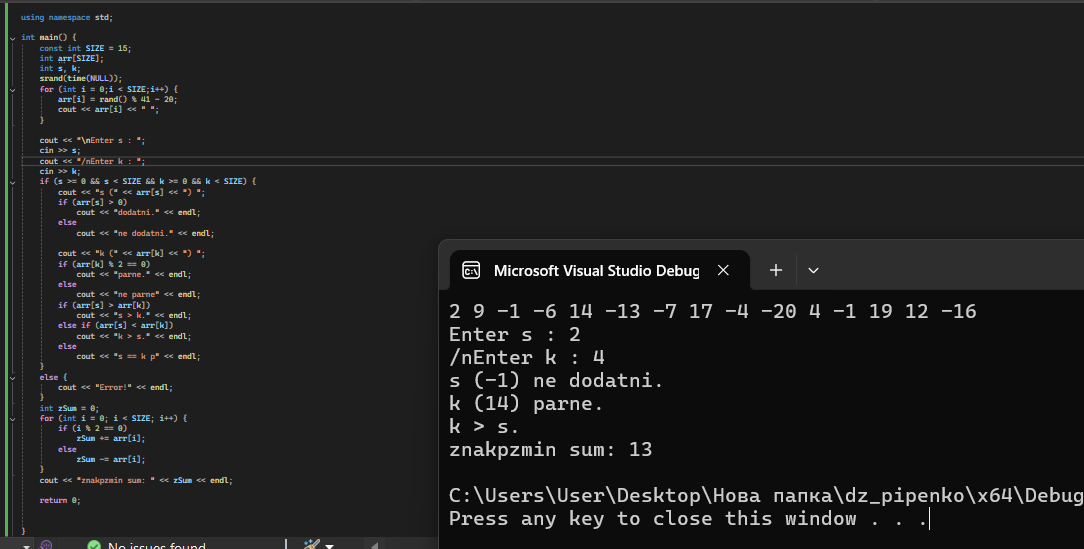 using namespace std;
int main() {
const int SIZE = 15;
int arr[SIZE];
int s, k;
srand(time(NULL));
for (int i = 0;i < SIZE;i++) {
arr[i] = rand() % 41 - 20;
cout << arr[i] << " ";
}
cout << "\nEnter s : ";
cin >> s;
cout << "/nEnter k : ";
cin >> k;
if (s >= 0 && s < SIZE && k >= 0 && k < SIZE) {
cout << "s (" << arr[s] << ") ";
if (arr[s] > 0)
cout << "dodatni." << endl;
else
cout << "ne dodatni." << endl;
cout << "k (" << arr[k] << ") ";
if (arr[k] % 2 == 0)
cout << "parne." << endl;
else
cout << "ne parne" << endl;
if (arr[s] > arr[k])
cout << "s > k." << endl;
else if (arr[s] < arr[k])
cout << "k > s." << endl;
else
cout << "s == k p" << endl;
}
else {
cout << "Error!" << endl;
}
int zSum = 0;
for (int i = 0; i < SIZE; i++) {
if (i % 2 == 0)
zSum += arr[i];
else
zSum -= arr[i];
}
cout << "znakpzmin sum: " << zSum << endl;
return 0;
}
No issues found
Microsoft Visual Studio Debug
2 9 -1 -6 14 -13 -7 17 -4 -20 4 -1 19 12 -16
Enter s : 2
/nEnter k : 4
s (-1) ne dodatni.
k (14) parne.
k > s.
znakpzmin sum: 13
C:\Users\User\Desktop\Нова папка\dz_pipenko\x64\Debug
Press any key to close this window . . .